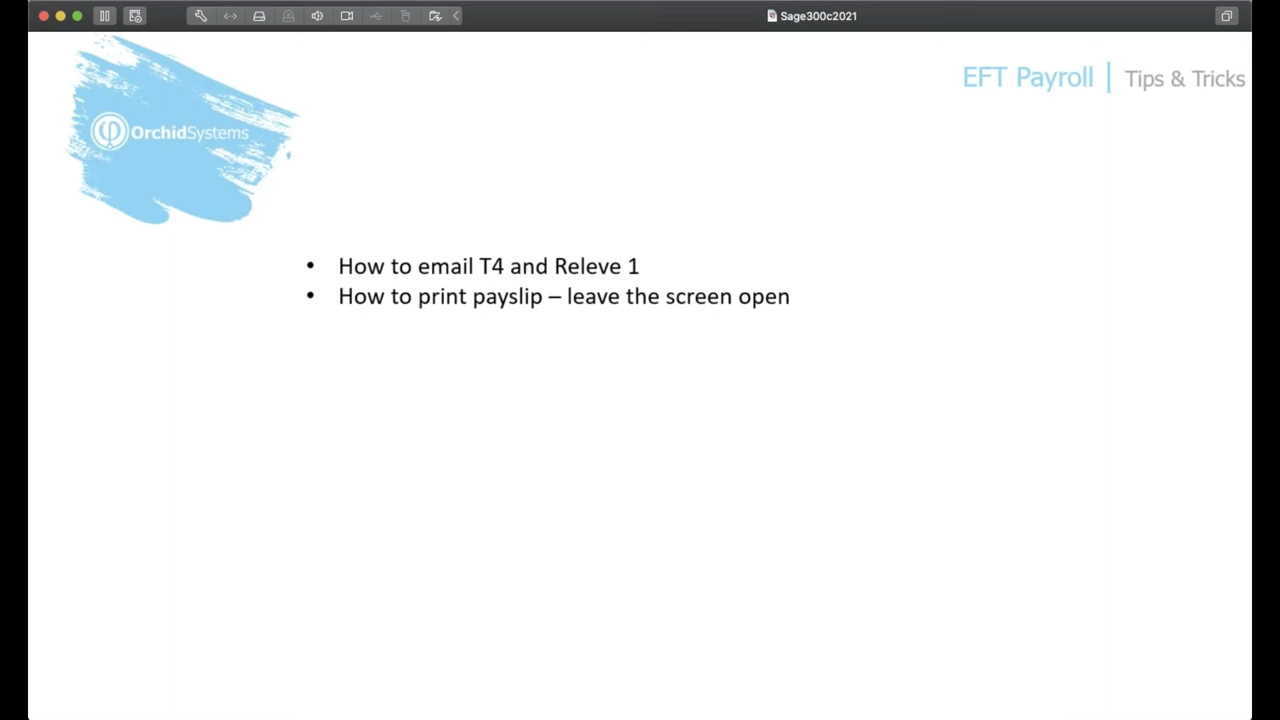 Sage300c2021
EFT Payroll | Tips & Tricks
OrchidSystems
• How to email T4 and Releve 1
• How to print payslip – leave the screen open